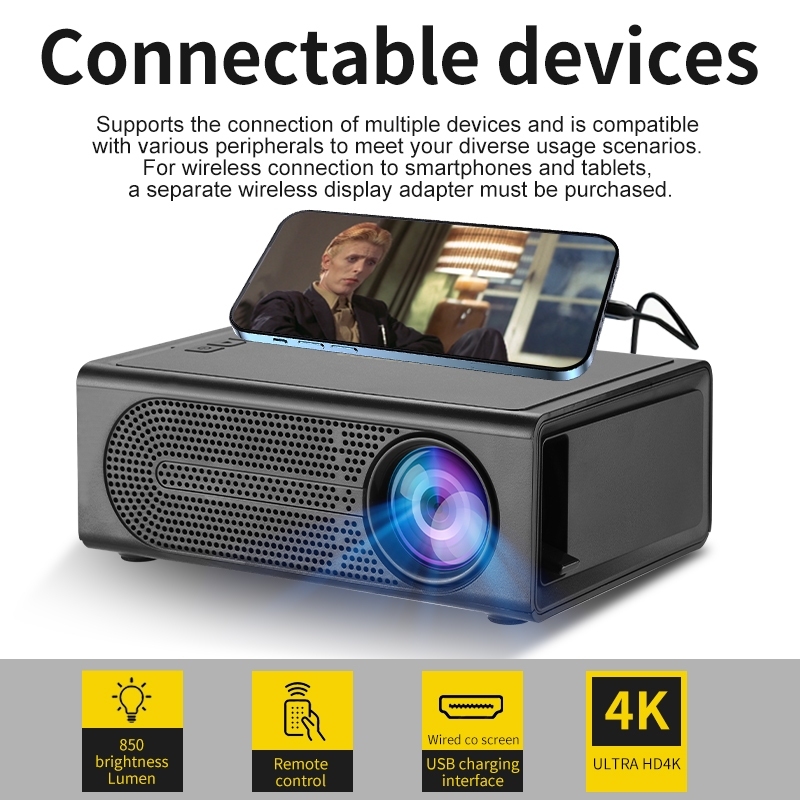 Connectable devices
Supports the connection of multiple devices and is compatible
with various peripherals to meet your diverse usage scenarios.
For wireless connection to smartphones and tablets,
a separate wireless display adapter must be purchased.
850
brightness
Lumen
Remote
control
Wired co screen
USB charging
interface
4K
ULTRA HD4K